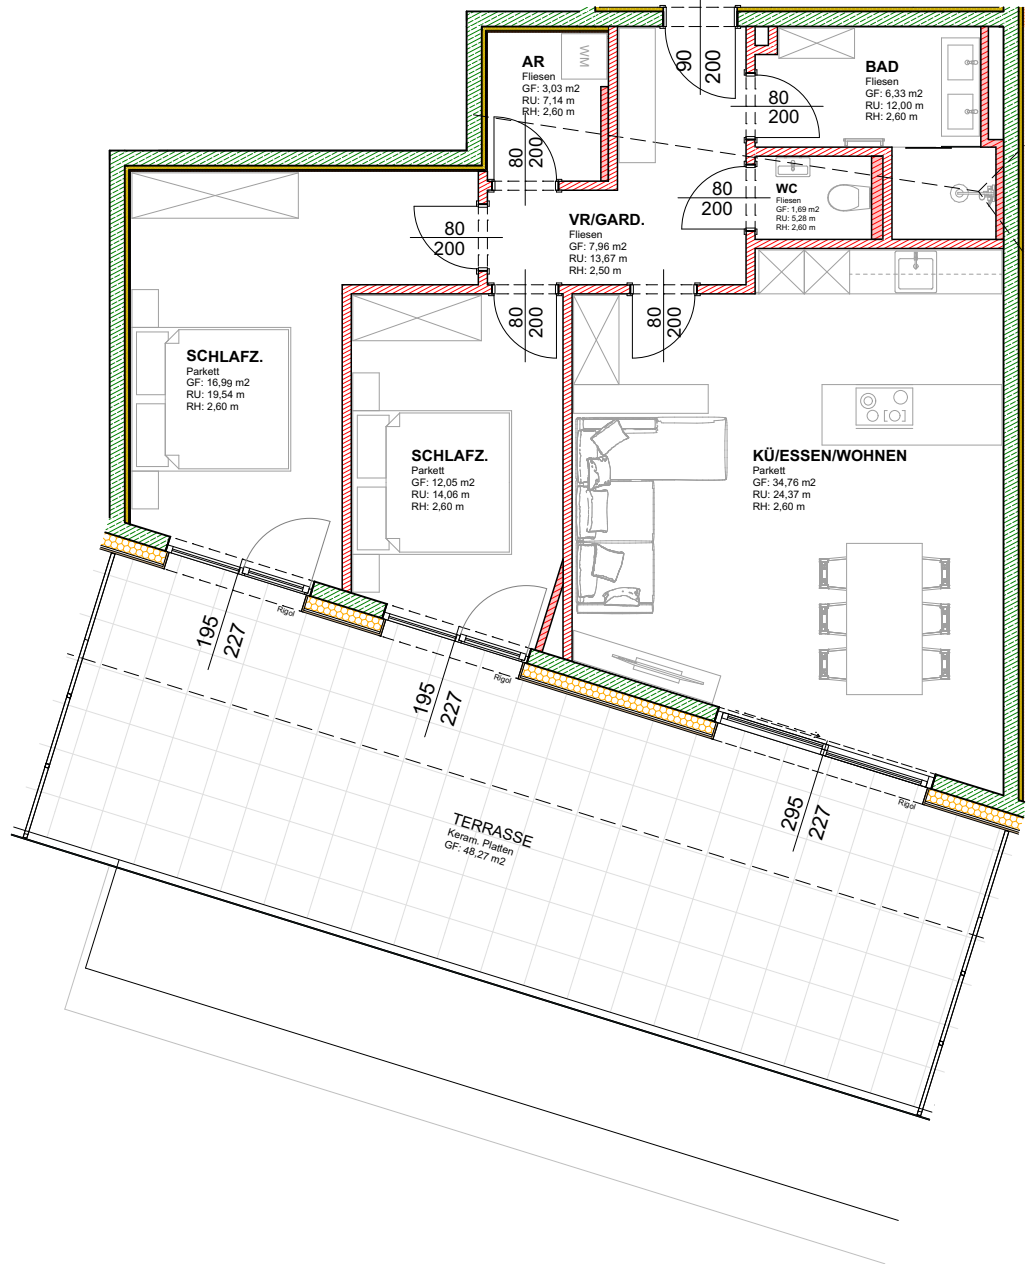 AR
Fliesen
GF: 3,03 m2
RU: 7,14 m
RH: 2,60 m
WM
90
200
BAD
Fliesen
GF: 6,33 m2
RU: 12,00 m
RH: 2,60 m
80
200
80
200
80
200
WC
Fliesen
GF: 1,69 m2
RU: 5,28 m
RH: 2,60 m
VR/GARD.
Fliesen
GF: 7,96 m2
RU: 13,67 m
RH: 2,50 m
80
200
80
200
80
200
SCHLAFZ.
Parkett
GF: 16,99 m2
RU: 19,54 m
RH: 2,60 m
SCHLAFZ.
Parkett
GF: 12,05 m2
RU: 14,06 m
RH: 2,60 m
KÜ/ESSEN/WOHNEN
Parkett
GF: 34,76 m2
RU: 24,37 m
RH: 2,60 m
Rigol
195
227
Rigol
195
227
Rigol
295
227
TERRASSE
Keram. Platten
GF: 48,27 m2